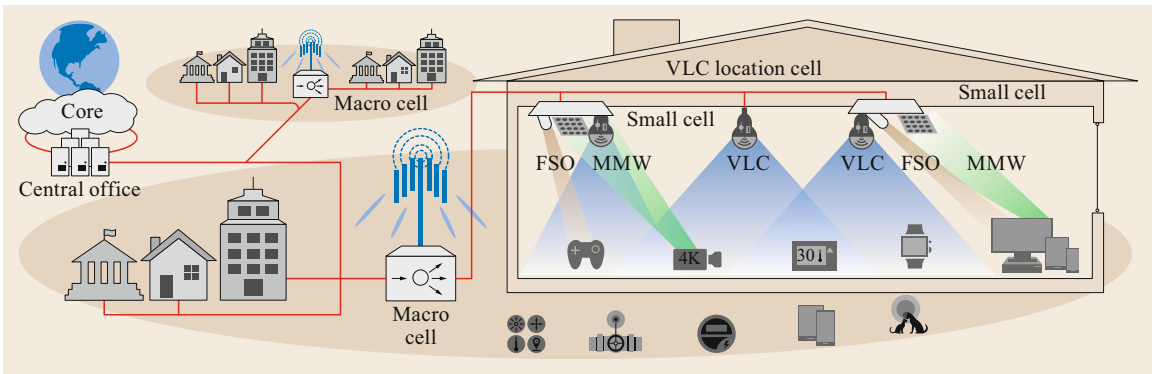 Core
Central office
Macro cell
Macro cell
VLC location cell
Small cell
Small cell
FSO
MMW
VLC
VLC
FSO
MMW
4K
30